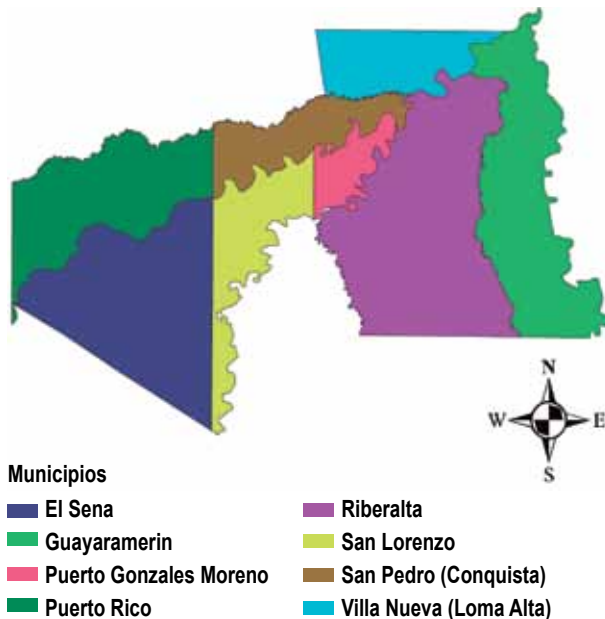 N
W E
S
Municipios
El Sena
Guayaramerin
Puerto Gonzales Moreno
Puerto Rico
Riberalta
San Lorenzo
San Pedro (Conquista)
Villa Nueva (Loma Alta)